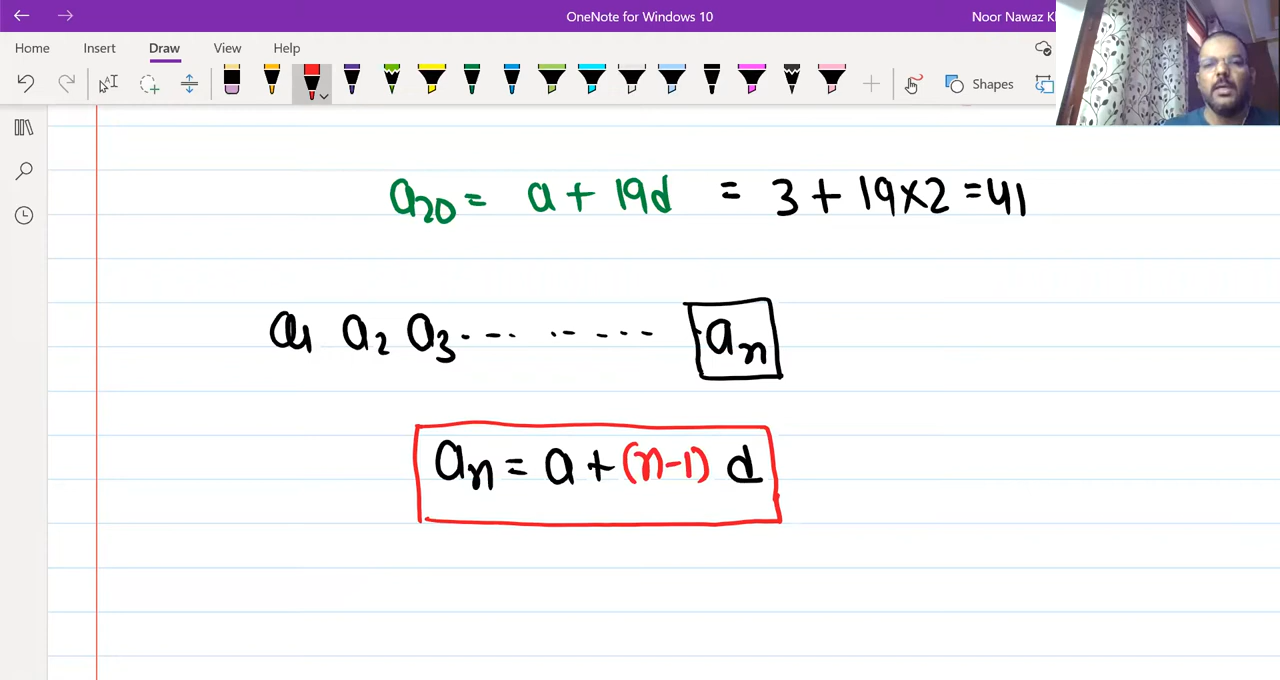 OneNote for Windows 10
Noor Nawaz Kh
Home Insert Draw View Help
Shapes
a₂₀ = a + 19d = 3 + 19×2 = 41
a₁ a₂ a₃ ... ... ... aₙ
aₙ = a + (n-1) d